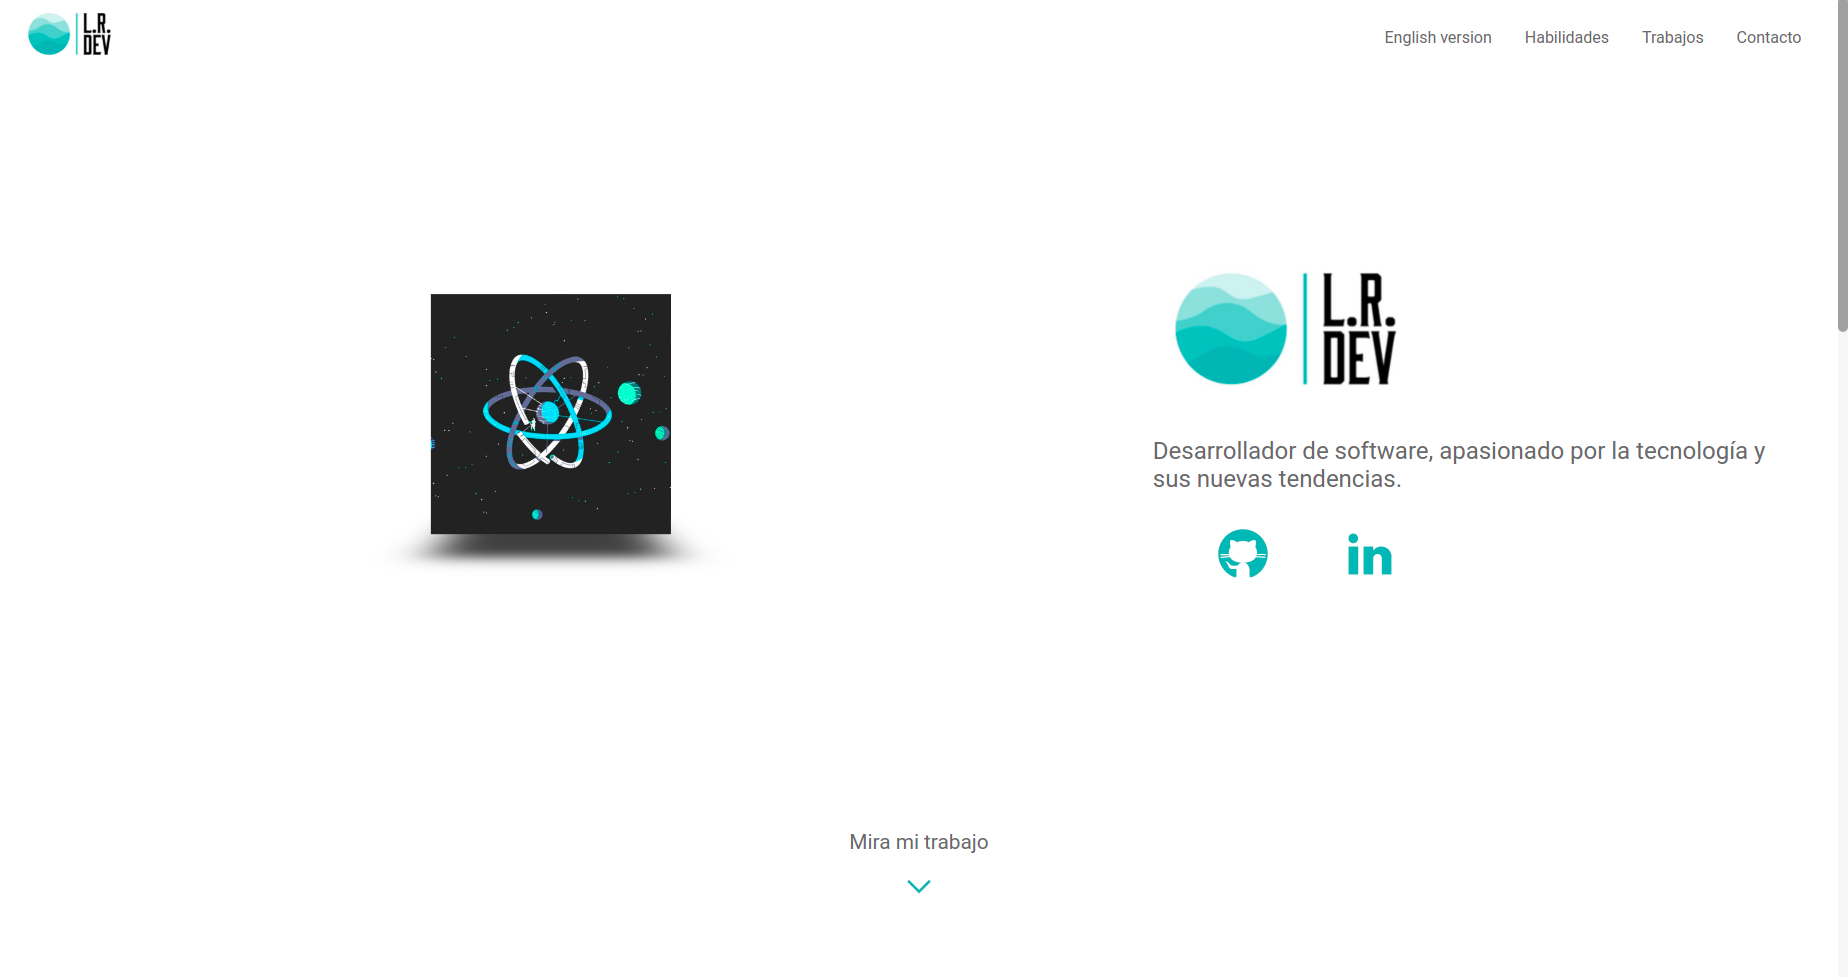 L.R.
DEV
English version
Habilidades
Trabajos
Contacto
L.R.
DEV
Desarrollador de software, apasionado por la tecnología y
sus nuevas tendencias.
in
Mira mi trabajo